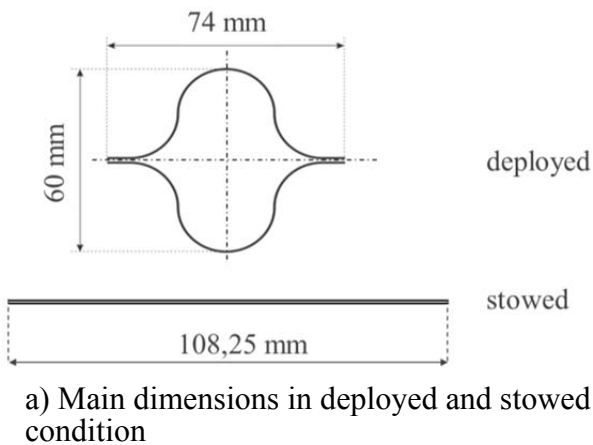 74 mm
60 mm
deployed
stowed
108,25 mm
a) Main dimensions in deployed and stowed
condition